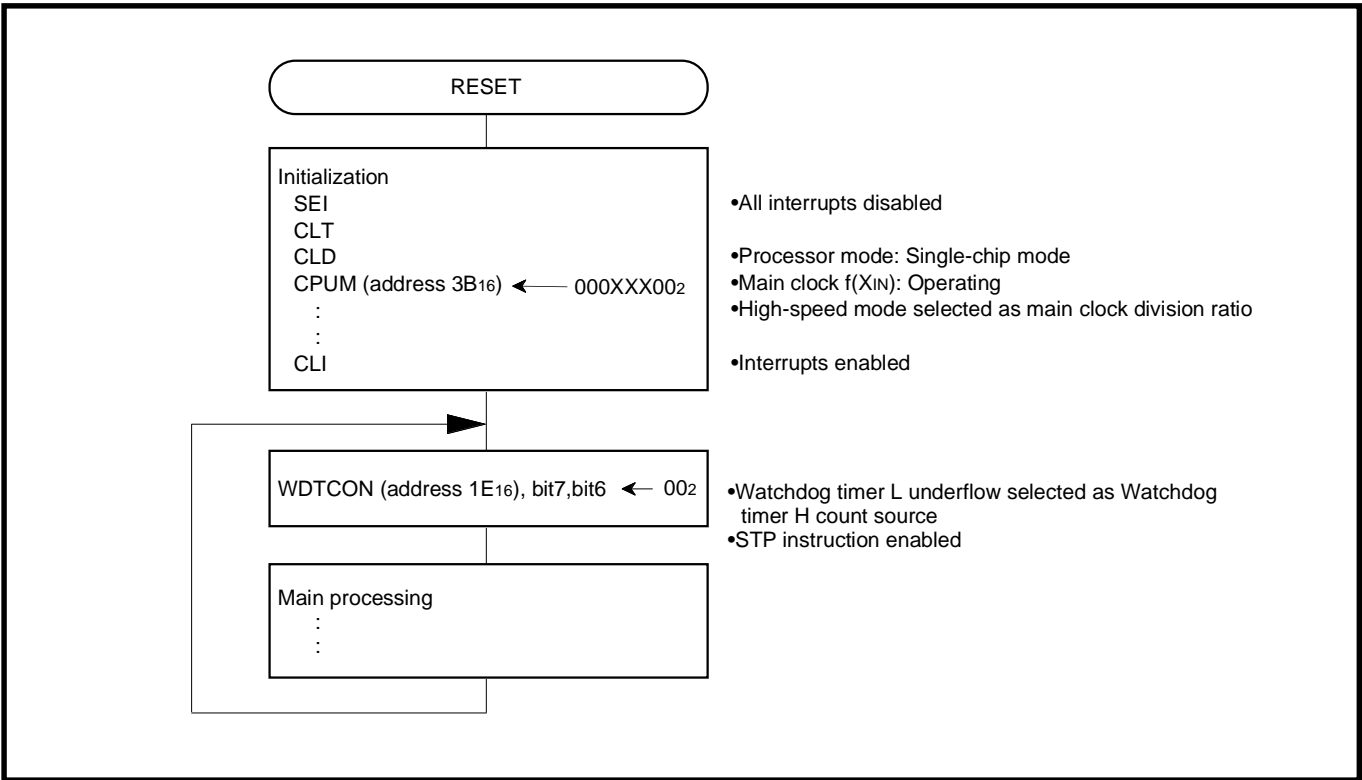 RESET
Initialization
SEI
•All interrupts disabled
CLT
CLD
•Processor mode: Single-chip mode
CPUM (address 3B16) ← 000XXX002
•Main clock f(XIN): Operating
:
•High-speed mode selected as main clock division ratio
:
CLI
•Interrupts enabled
WDTCON (address 1E16), bit7,bit6 ← 002
•Watchdog timer L underflow selected as Watchdog
timer H count source
•STP instruction enabled
Main processing
:
: